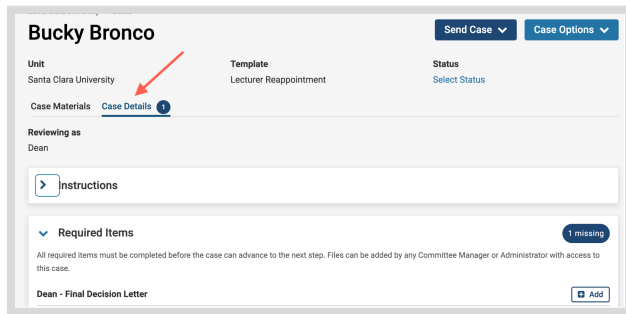 Bucky Bronco
Send Case
Case Options
Unit
Template
Status
Santa Clara University
Lecturer Reappointment
Select Status
Case Materials
Case Details 1
Reviewing as
Dean
Instructions
Required Items
1 missing
All required items must be completed before the case can advance to the next step. Files can be added by any Committee Manager or Administrator with access to
this case.
Dean - Final Decision Letter
Add